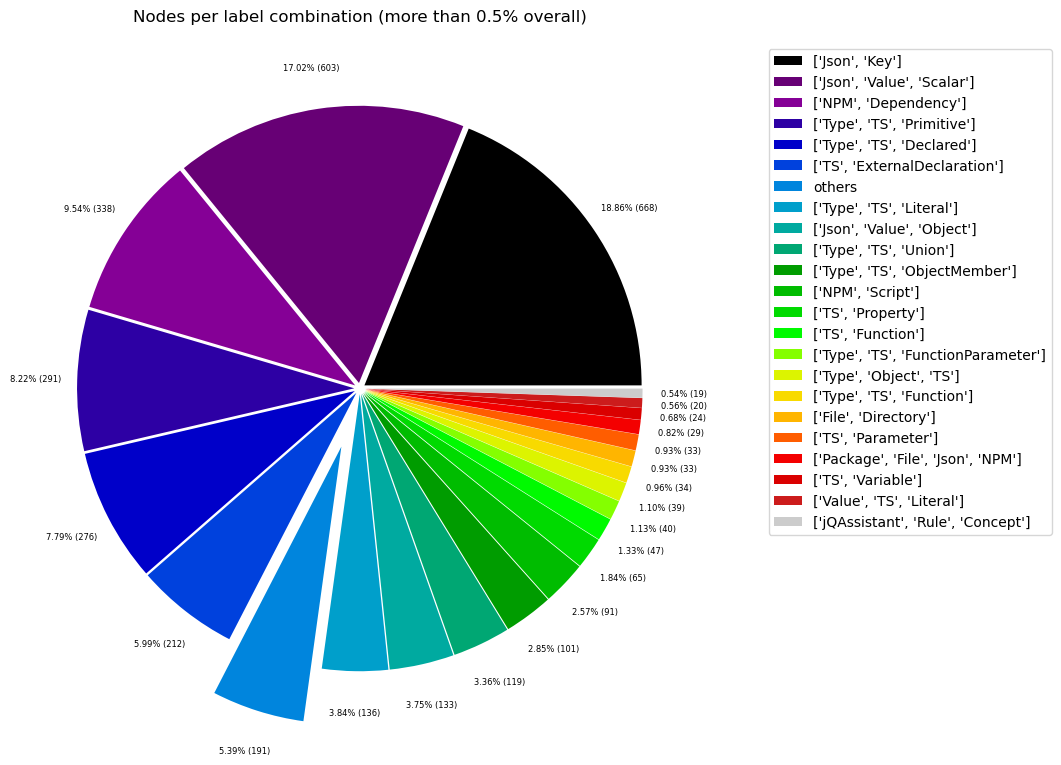 Nodes per label combination (more than 0.5% overall)
17.02% (603)
18.86% (668)
9.54% (338)
8.22% (291)
7.79% (276)
5.99% (212)
5.39% (191)
3.84% (136)
3.75% (133)
3.36% (119)
2.85% (101)
2.57% (91)
1.84% (65)
1.33% (47)
1.13% (40)
1.10% (39)
0.96% (34)
0.93% (33)
0.93% (33)
0.82% (29)
0.68% (24)
0.56% (20)
0.54% (19)
['Json', 'Key']
['Json', 'Value', 'Scalar']
['NPM', 'Dependency']
['Type', 'TS', 'Primitive']
['Type', 'TS', 'Declared']
['TS', 'ExternalDeclaration']
others
['Type', 'TS', 'Literal']
['Json', 'Value', 'Object']
['Type', 'TS', 'Union']
['Type', 'TS', 'ObjectMember']
['NPM', 'Script']
['TS', 'Property']
['TS', 'Function']
['Type', 'TS', 'FunctionParameter']
['Type', 'Object', 'TS']
['Type', 'TS', 'Function']
['File', 'Directory']
['TS', 'Parameter']
['Package', 'File', 'Json', 'NPM']
['TS', 'Variable']
['Value', 'TS', 'Literal']
['jQAssistant', 'Rule', 'Concept']